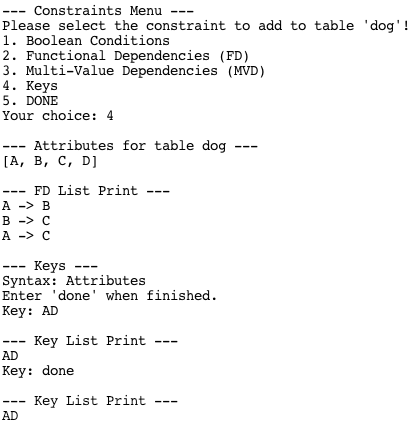 --- Constraints Menu ---
Please select the constraint to add to table 'dog'!
1. Boolean Conditions
2. Functional Dependencies (FD)
3. Multi-Value Dependencies (MVD)
4. Keys
5. DONE
Your choice: 4
--- Attributes for table dog ---
[A, B, C, D]
--- FD List Print ---
A -> B
B -> C
A -> C
--- Keys ---
Syntax: Attributes
Enter 'done' when finished.
Key: AD
--- Key List Print ---
AD
Key: done
--- Key List Print ---
AD